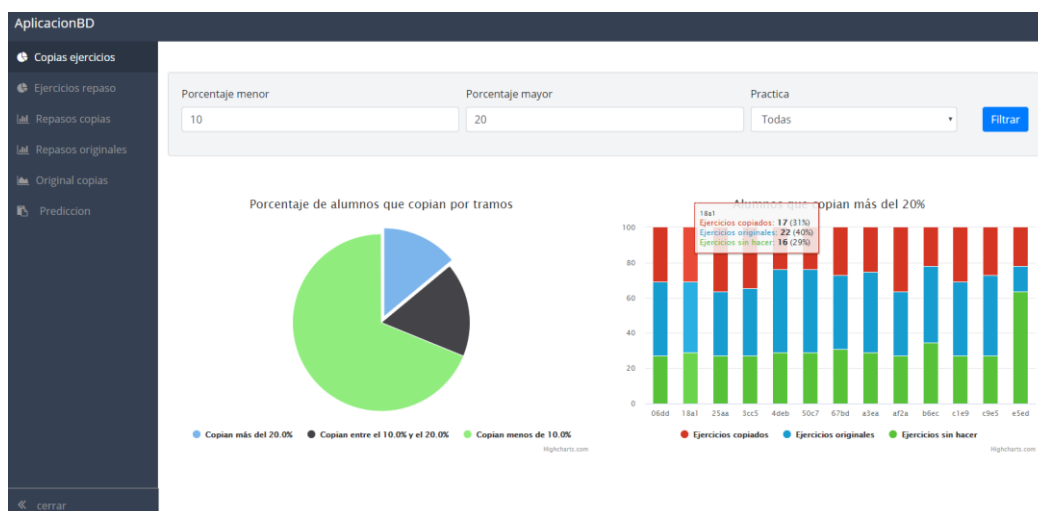 AplicacionBD
Copias ejercicios
Ejercicios repaso
Repasos copias
Repasos originales
Original copias
Prediccion
cerrar
Porcentaje menor
Porcentaje mayor
Practica
10
20
Todas
Filtrar
Porcentaje de alumnos que copian por tramos
Copian más del 20.0%
Copian entre el 10.0% y el 20.0%
Copian menos de 10.0%
Highcharts.com
Alumnos que copian más del 20%
18a1
Ejercicios copiados: 17 (31%)
Ejercicios originales: 22 (40%)
Ejercicios sin hacer: 16 (29%)
100
80
60
40
20
0
06dd 18a1 25aa 3cc5 4deb 50c7 67bd a3ea af2a b6ec c1e9 c9e5 e5ed
Ejercicios copiados
Ejercicios originales
Ejercicios sin hacer
Highcharts.com